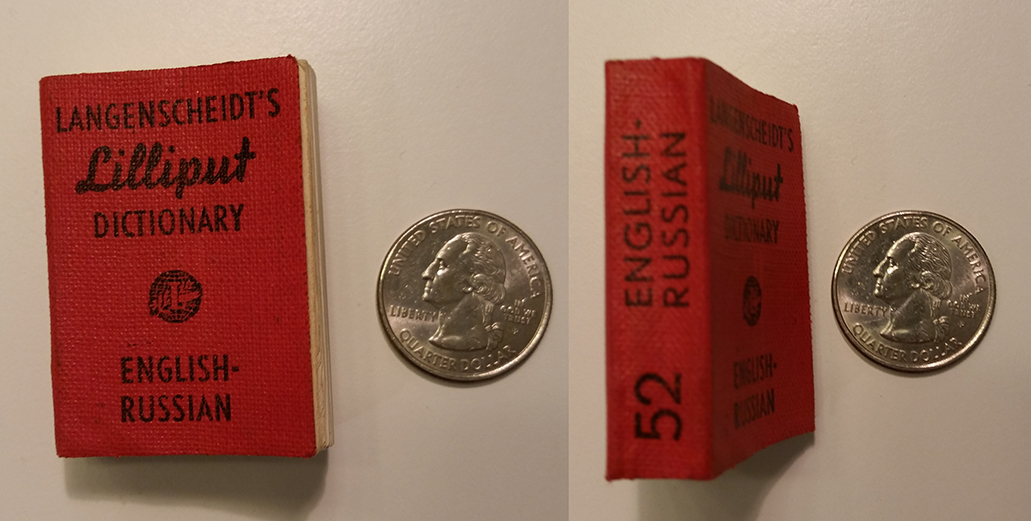 LANGENSCHEIDT'S
Lilliput
DICTIONARY
L
ENGLISH-
RUSSIAN
UNITED STATES OF AMERICA
LIBERTY
IN
GOD WE
TRUST
QUARTER DOLLAR
52
ENGLISH-
RUSSIAN
LANGENSCHEIDT'S
Lilliput
DICTIONARY
ENGLISH-
RUSSIAN
UNITED STATES OF AMERICA
LIBERTY
IN
GOD WE
TRUST
QUARTER DOLLAR